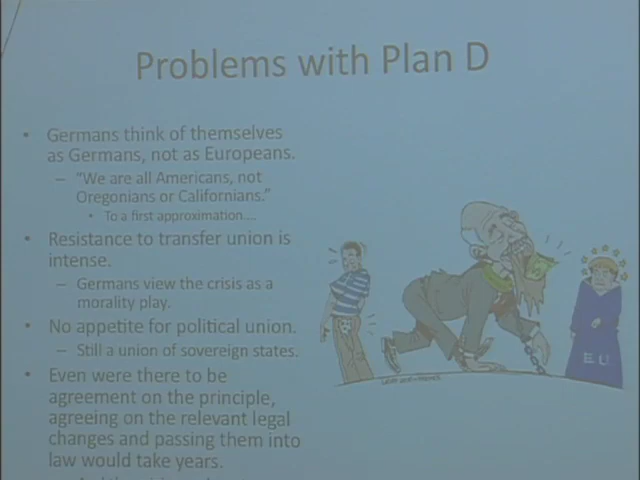 Problems with Plan D
• Germans think of themselves
as Germans, not as Europeans.
– "We are all Americans, not
Oregonians or Californians."
• To a first approximation....
• Resistance to transfer union is
intense.
– Germans view the crisis as a
morality play.
• No appetite for political union.
– Still a union of sovereign states.
• Even were there to be
agreement on the principle,
agreeing on the relevant legal
changes and passing them into
law would take years.
EU